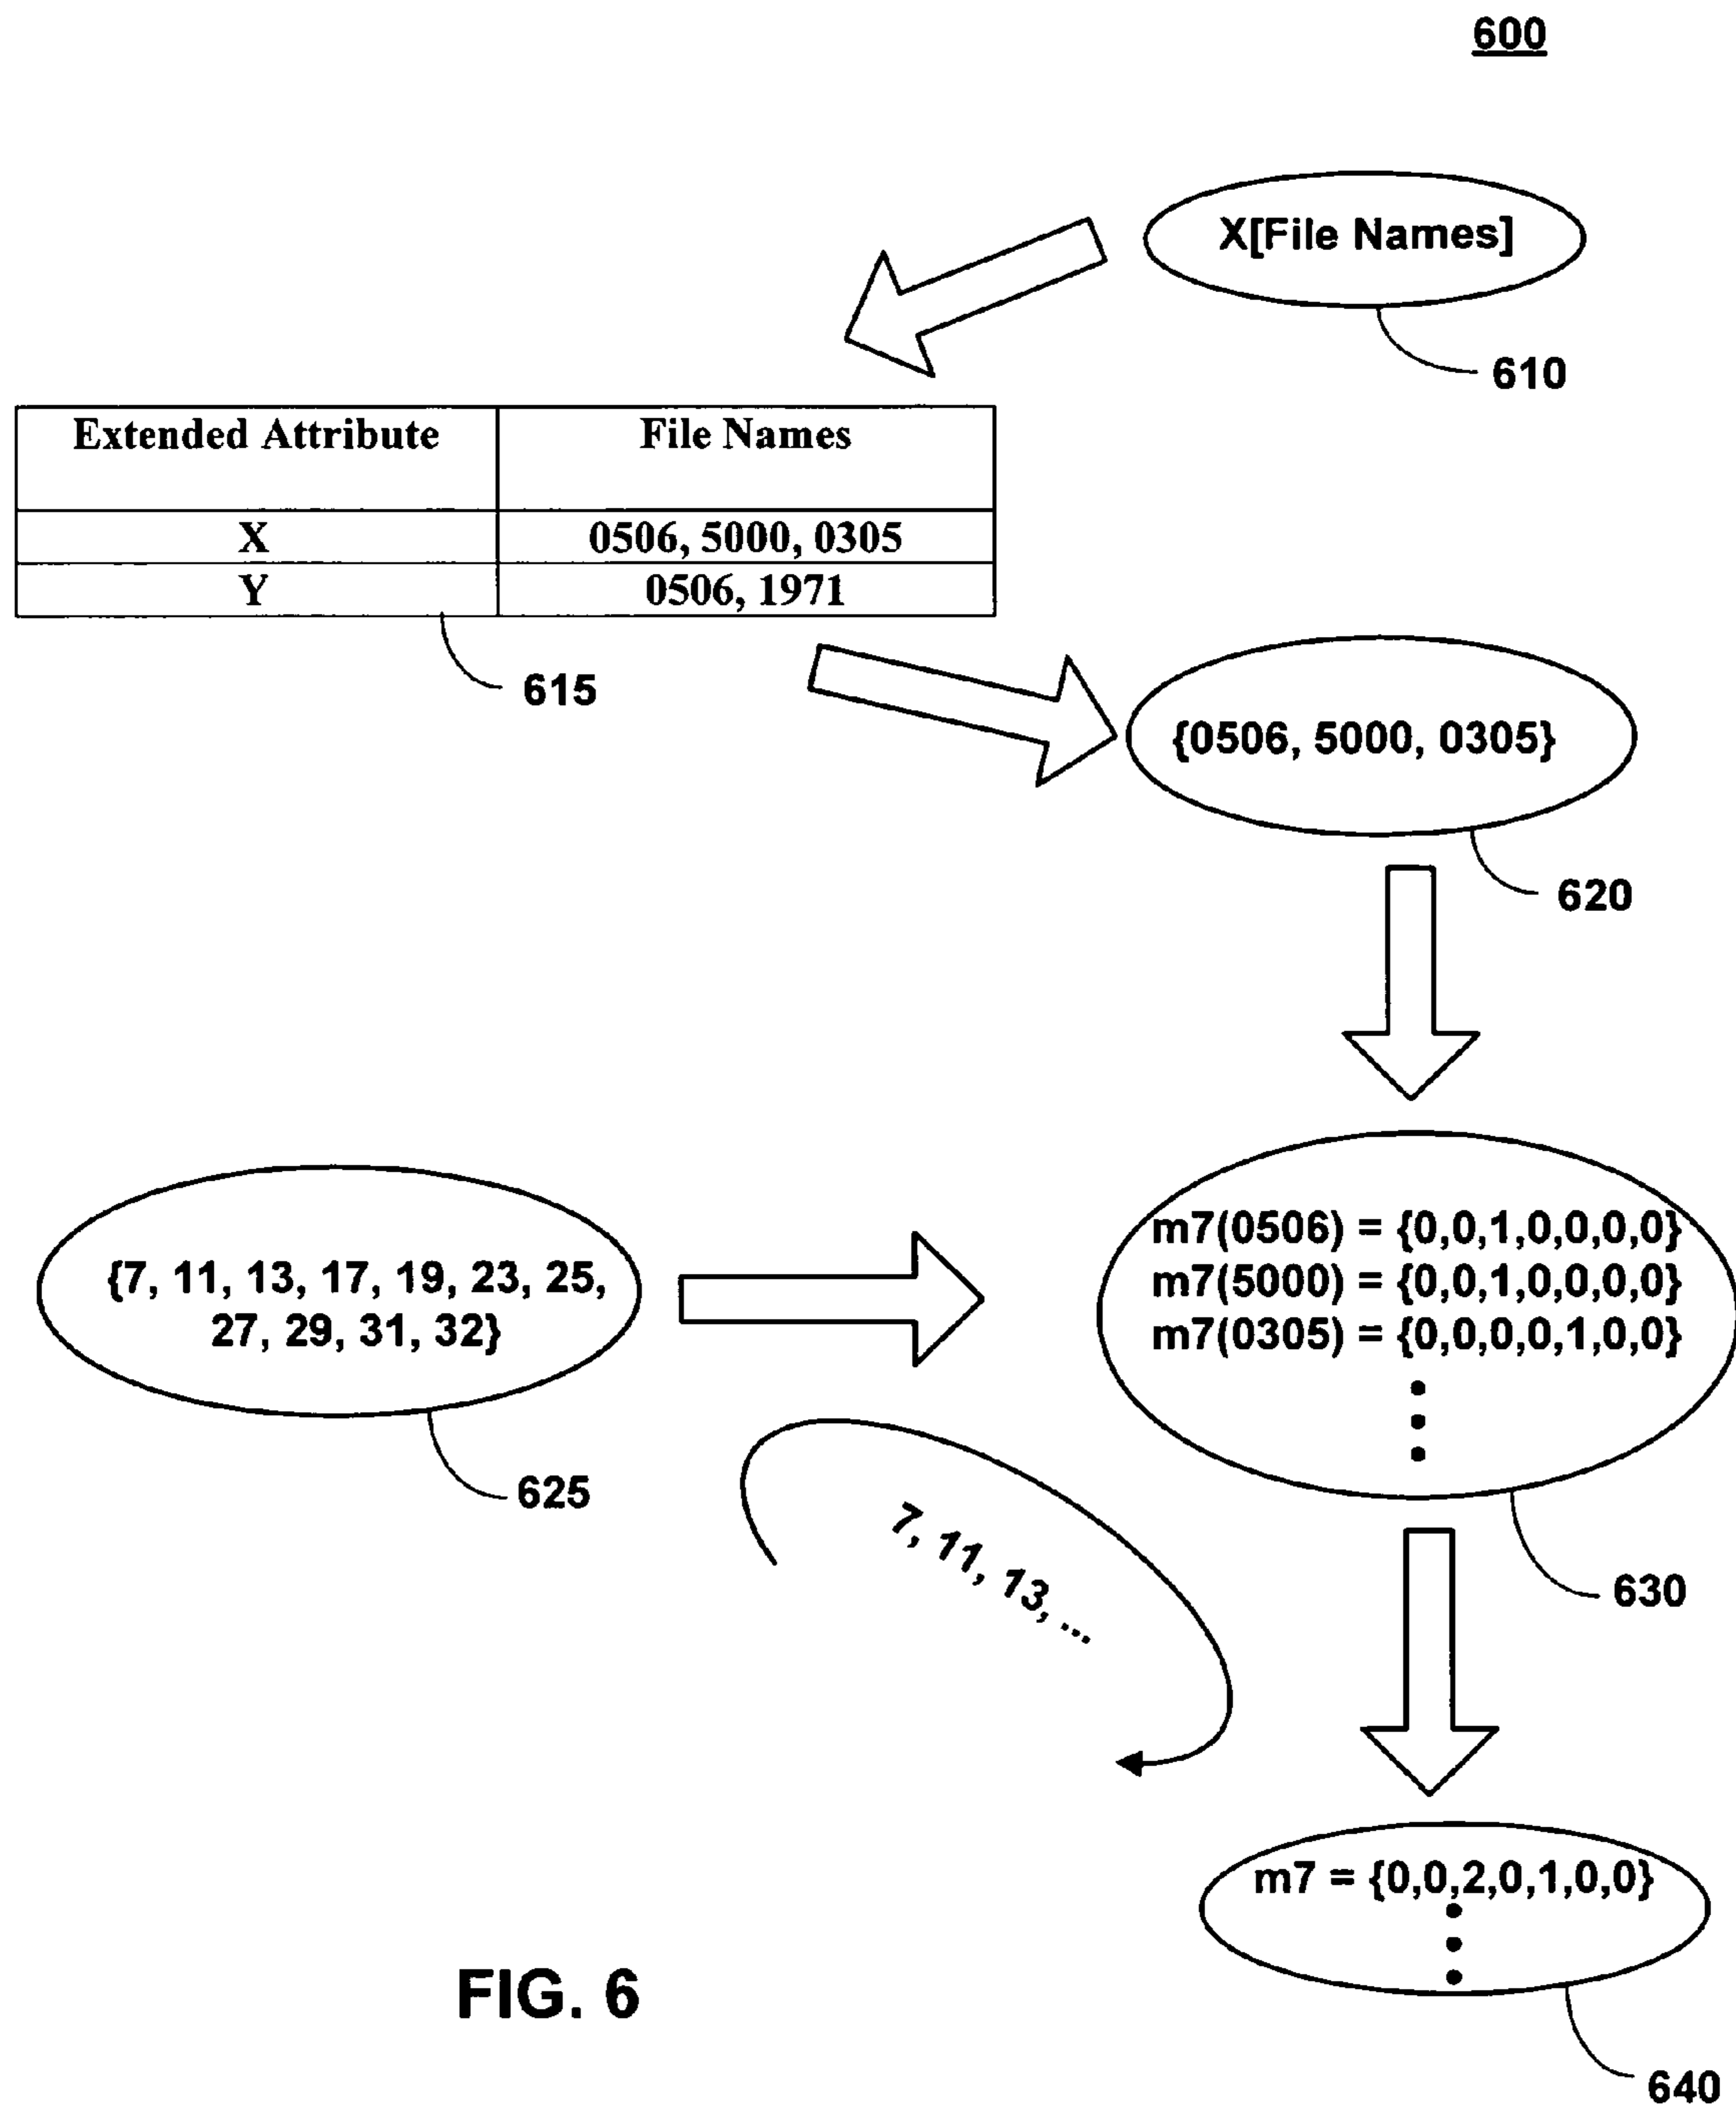 600
X[File Names]
610
Extended Attribute File Names
X 0506, 5000, 0305
Y 0506, 1971
615
{0506, 5000, 0305}
620
{7, 11, 13, 17, 19, 23, 25,
27, 29, 31, 32}
625
m7(0506) = {0,0,1,0,0,0,0}
m7(5000) = {0,0,1,0,0,0,0}
m7(0305) = {0,0,0,0,1,0,0}
630
7, 11, 13, ...
m7 = {0,0,2,0,1,0,0}
640
FIG. 6